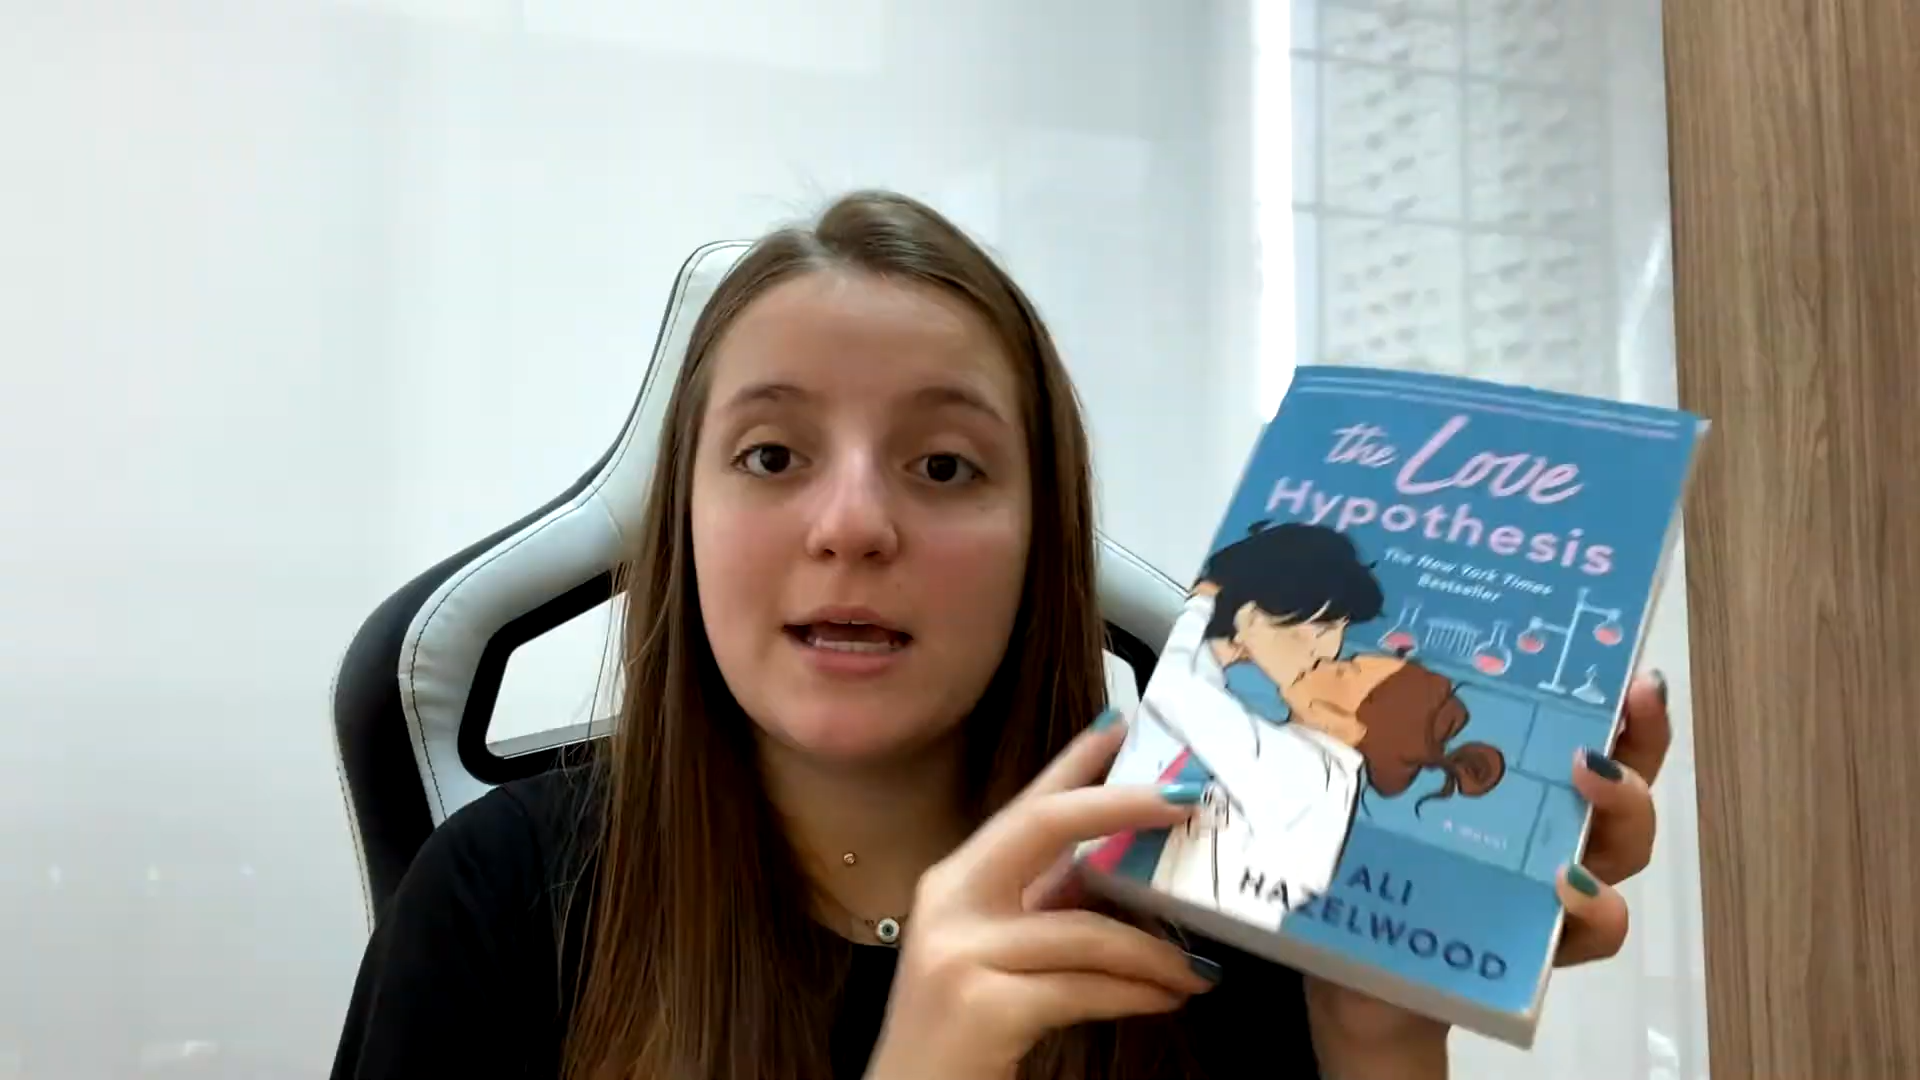 the Love
Hypothesis
The New York Times
Bestseller
A novel
ALI
HAZELWOOD